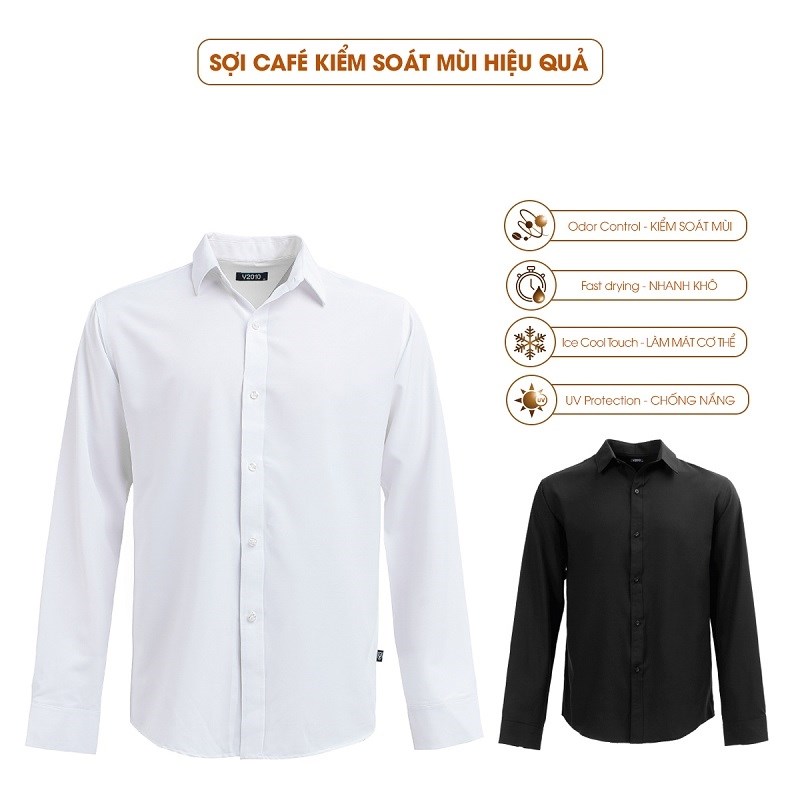 SỢI CAFÉ KIỂM SOÁT MÙI HIỆU QUẢ
Odor Control - KIỂM SOÁT MÙI
Fast drying - NHANH KHÔ
Ice Cool Touch - LÀM MÁT CƠ THỂ
UV
UV Protection - CHỐNG NẮNG
V2010